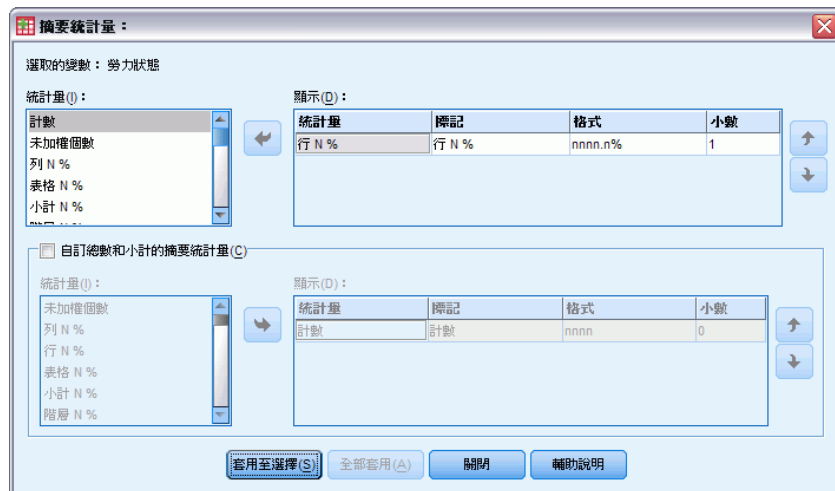 摘要統計量：
選取的變數： 勞力狀態
統計量(I)：
計數
未加權個數
列 N %
表格 N %
小計 N %
顯示(D)：
統計量 標記 格式 小數
行 N % 行 N % nnnn.n% 1
自訂總數和小計的摘要統計量(C)
統計量(I)：
未加權個數
列 N %
行 N %
表格 N %
小計 N %
階層 N %
顯示(D)：
統計量 標記 格式 小數
計數 計數 nnnn 0
套用至選擇(S) 全部套用(A) 關閉 輔助說明